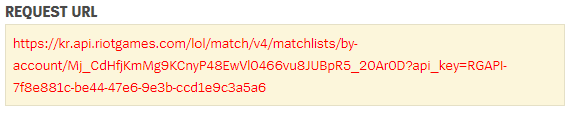 REQUEST URL
https://kr.api.riotgames.com/lol/match/v4/matchlists/by-
account/Mj_CdHfjKmMg9KCnyP48EwVl0466vu8JUBpR5_20Ar0D?api_key=RGAPI-
7f8e881c-be44-47e6-9e3b-ccd1e9c3a5a6